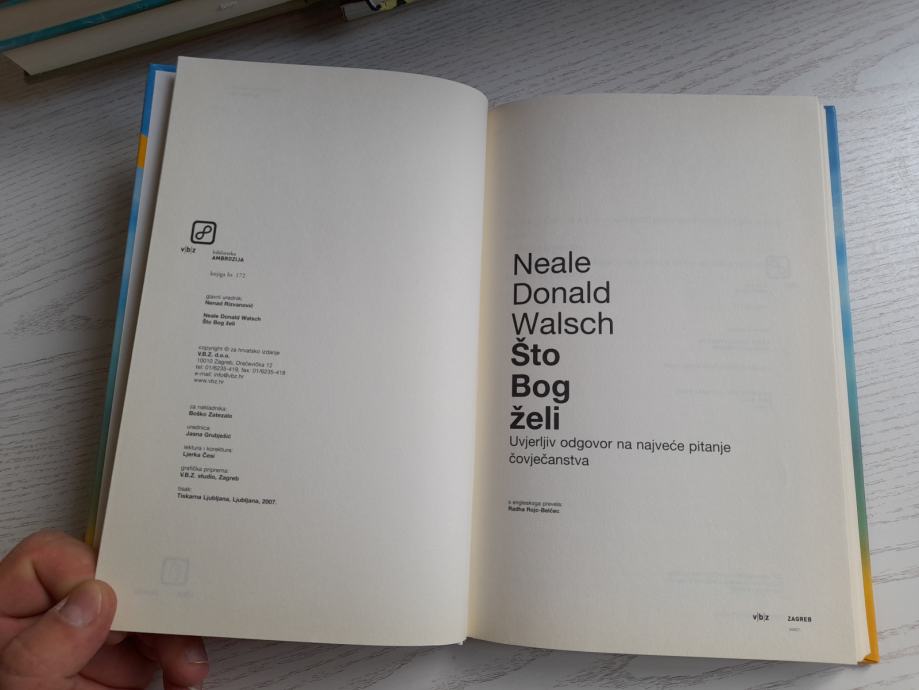 v|b|z
biblioteka
AMBROZIJA
knjiga br. 172
glavni urednik:
Nenad Rizvanović
Neale Donald Walsch
Što Bog želi
copyright © za hrvatsko izdanje
V.B.Z. d.o.o.
10010 Zagreb, Dračevička 12
tel: 01/6235-419, fax: 01/6235-418
e-mail: info@vbz.hr
www.vbz.hr
za nakladnika:
Boško Zatezalo
urednica:
Jasna Grubješić
lektura i korektura:
Ljerka Česi
grafička priprema:
V.B.Z. studio, Zagreb
tisak:
Tiskarna Ljubljana, Ljubljana, 2007.
Neale
Donald
Walsch
Što
Bog
želi
Uvjerljiv odgovor na najveće pitanje
čovječanstva
s engleskoga prevela:
Radha Rojc-Belčec
v|b|z ZAGREB